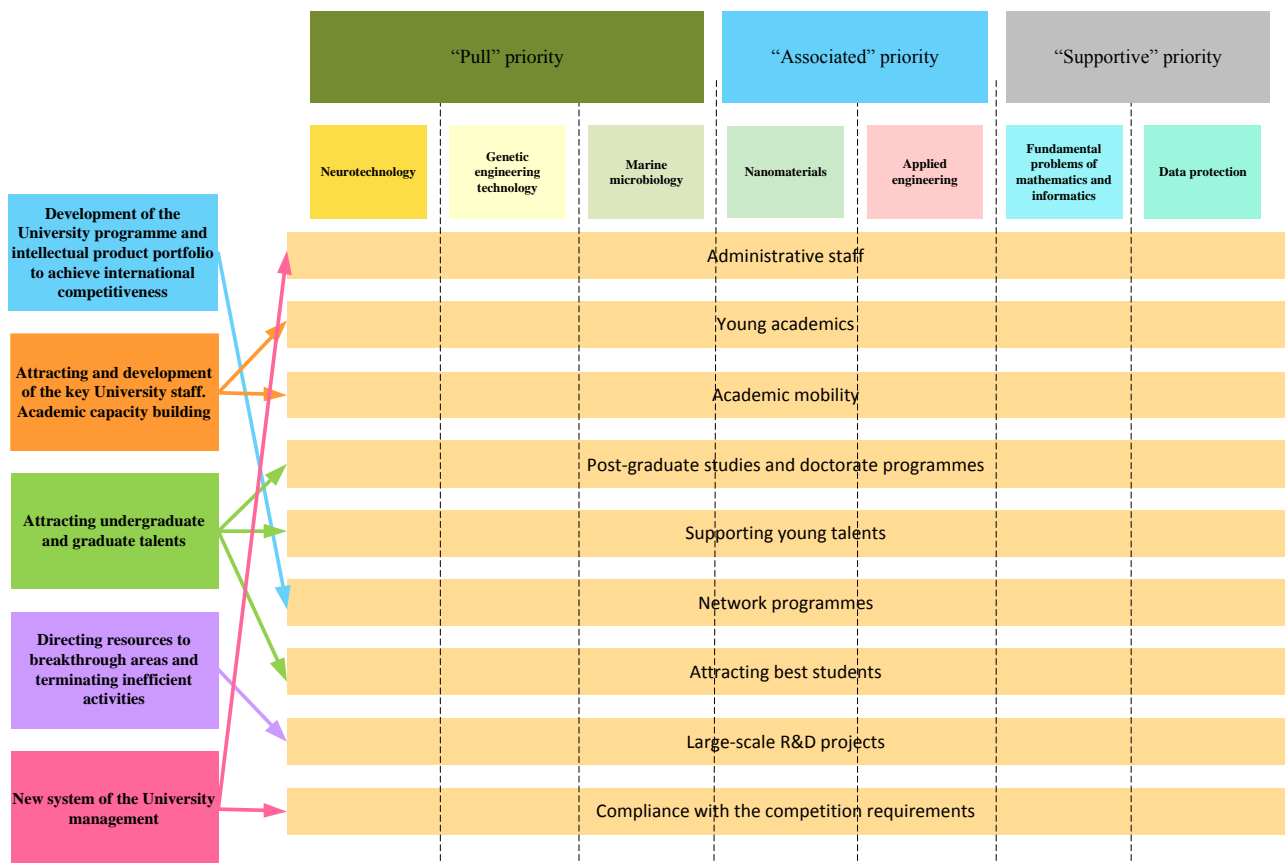 “Pull” priority
“Associated” priority
“Supportive” priority
Neurotechnology
Genetic
engineering
technology
Marine
microbiology
Nanomaterials
Applied
engineering
Fundamental
problems of
mathematics and
informatics
Data protection
Development of the
University programme and
intellectual product portfolio
to achieve international
competitiveness
Attracting and development
of the key University staff.
Academic capacity building
Attracting undergraduate
and graduate talents
Directing resources to
breakthrough areas and
terminating inefficient
activities
New system of the University
management
Administrative staff
Young academics
Academic mobility
Post-graduate studies and doctorate programmes
Supporting young talents
Network programmes
Attracting best students
Large-scale R&D projects
Compliance with the competition requirements